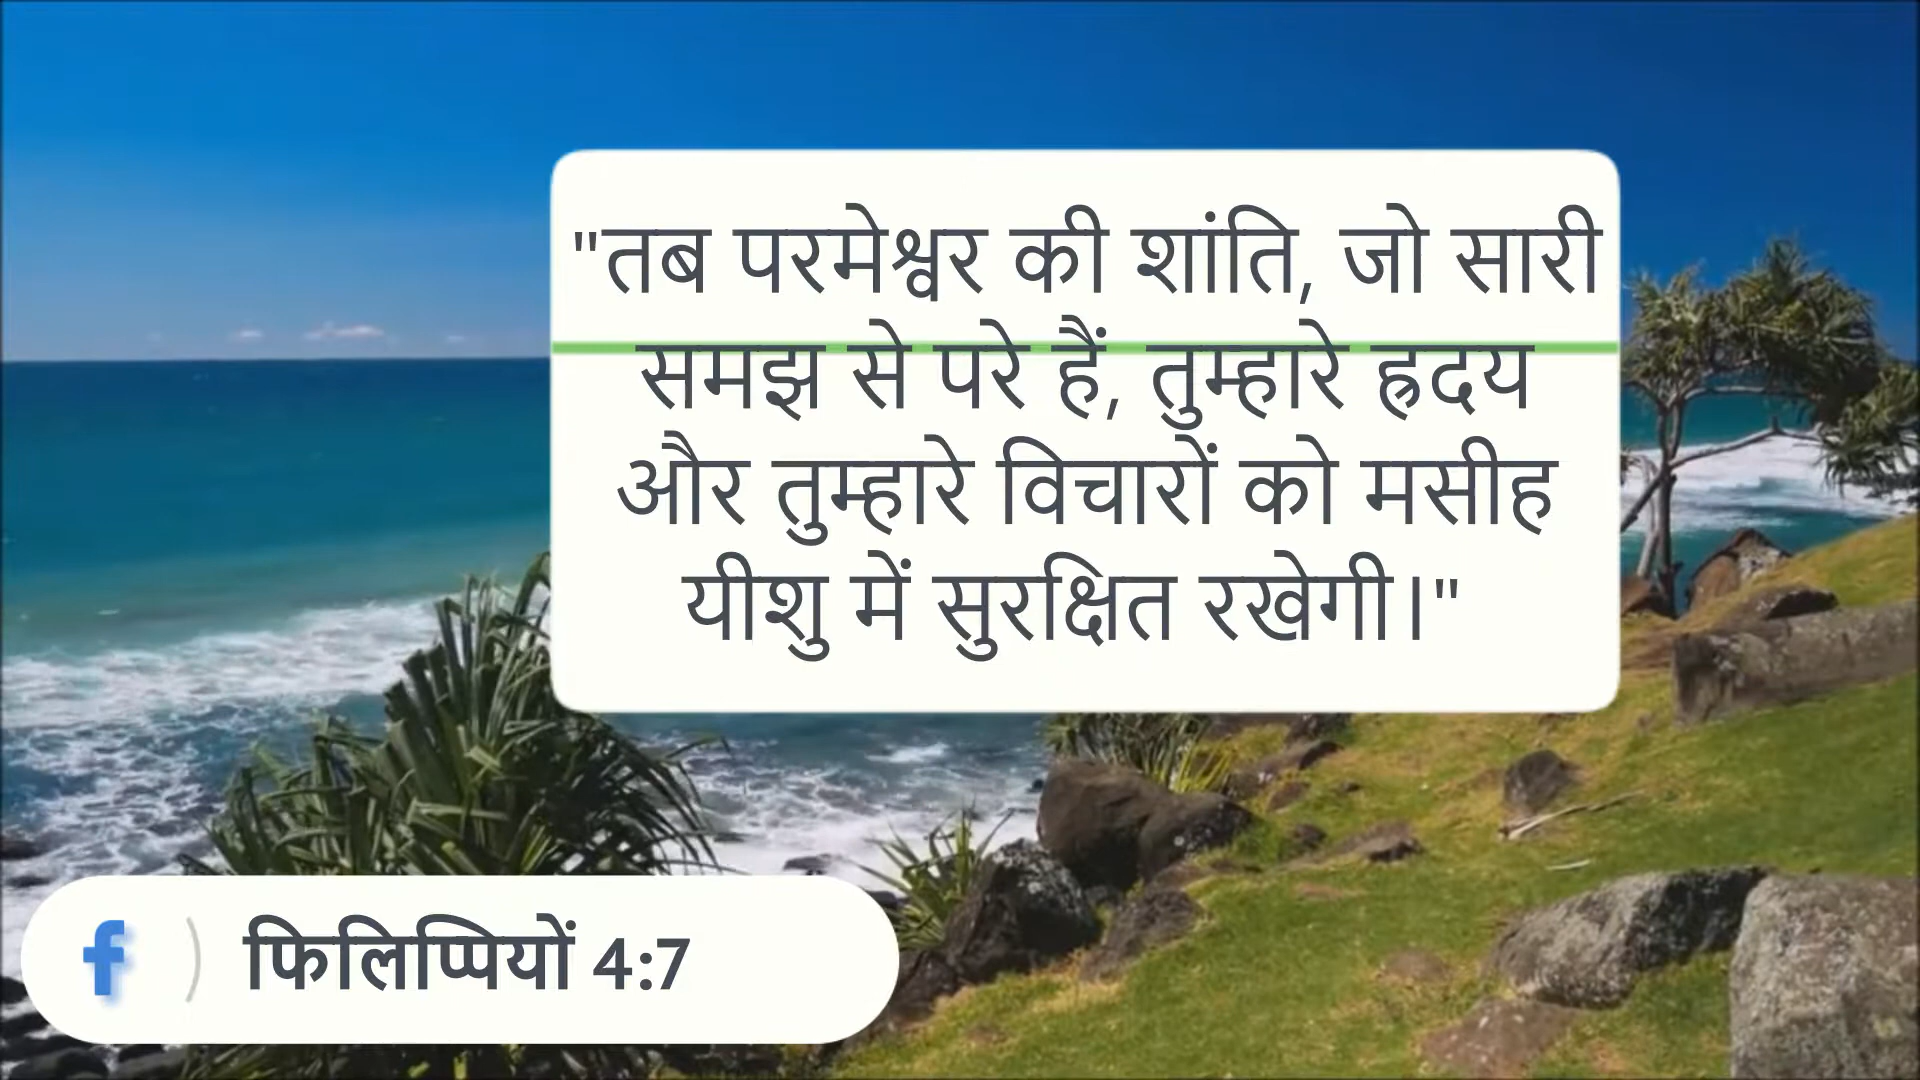 "तब परमेश्वर की शांति, जो सारी
समझ से परे हैं, तुम्हारे ह्रदय
और तुम्हारे विचारों को मसीह
यीशु में सुरक्षित रखेगी।"
फिलिप्पियों 4:7